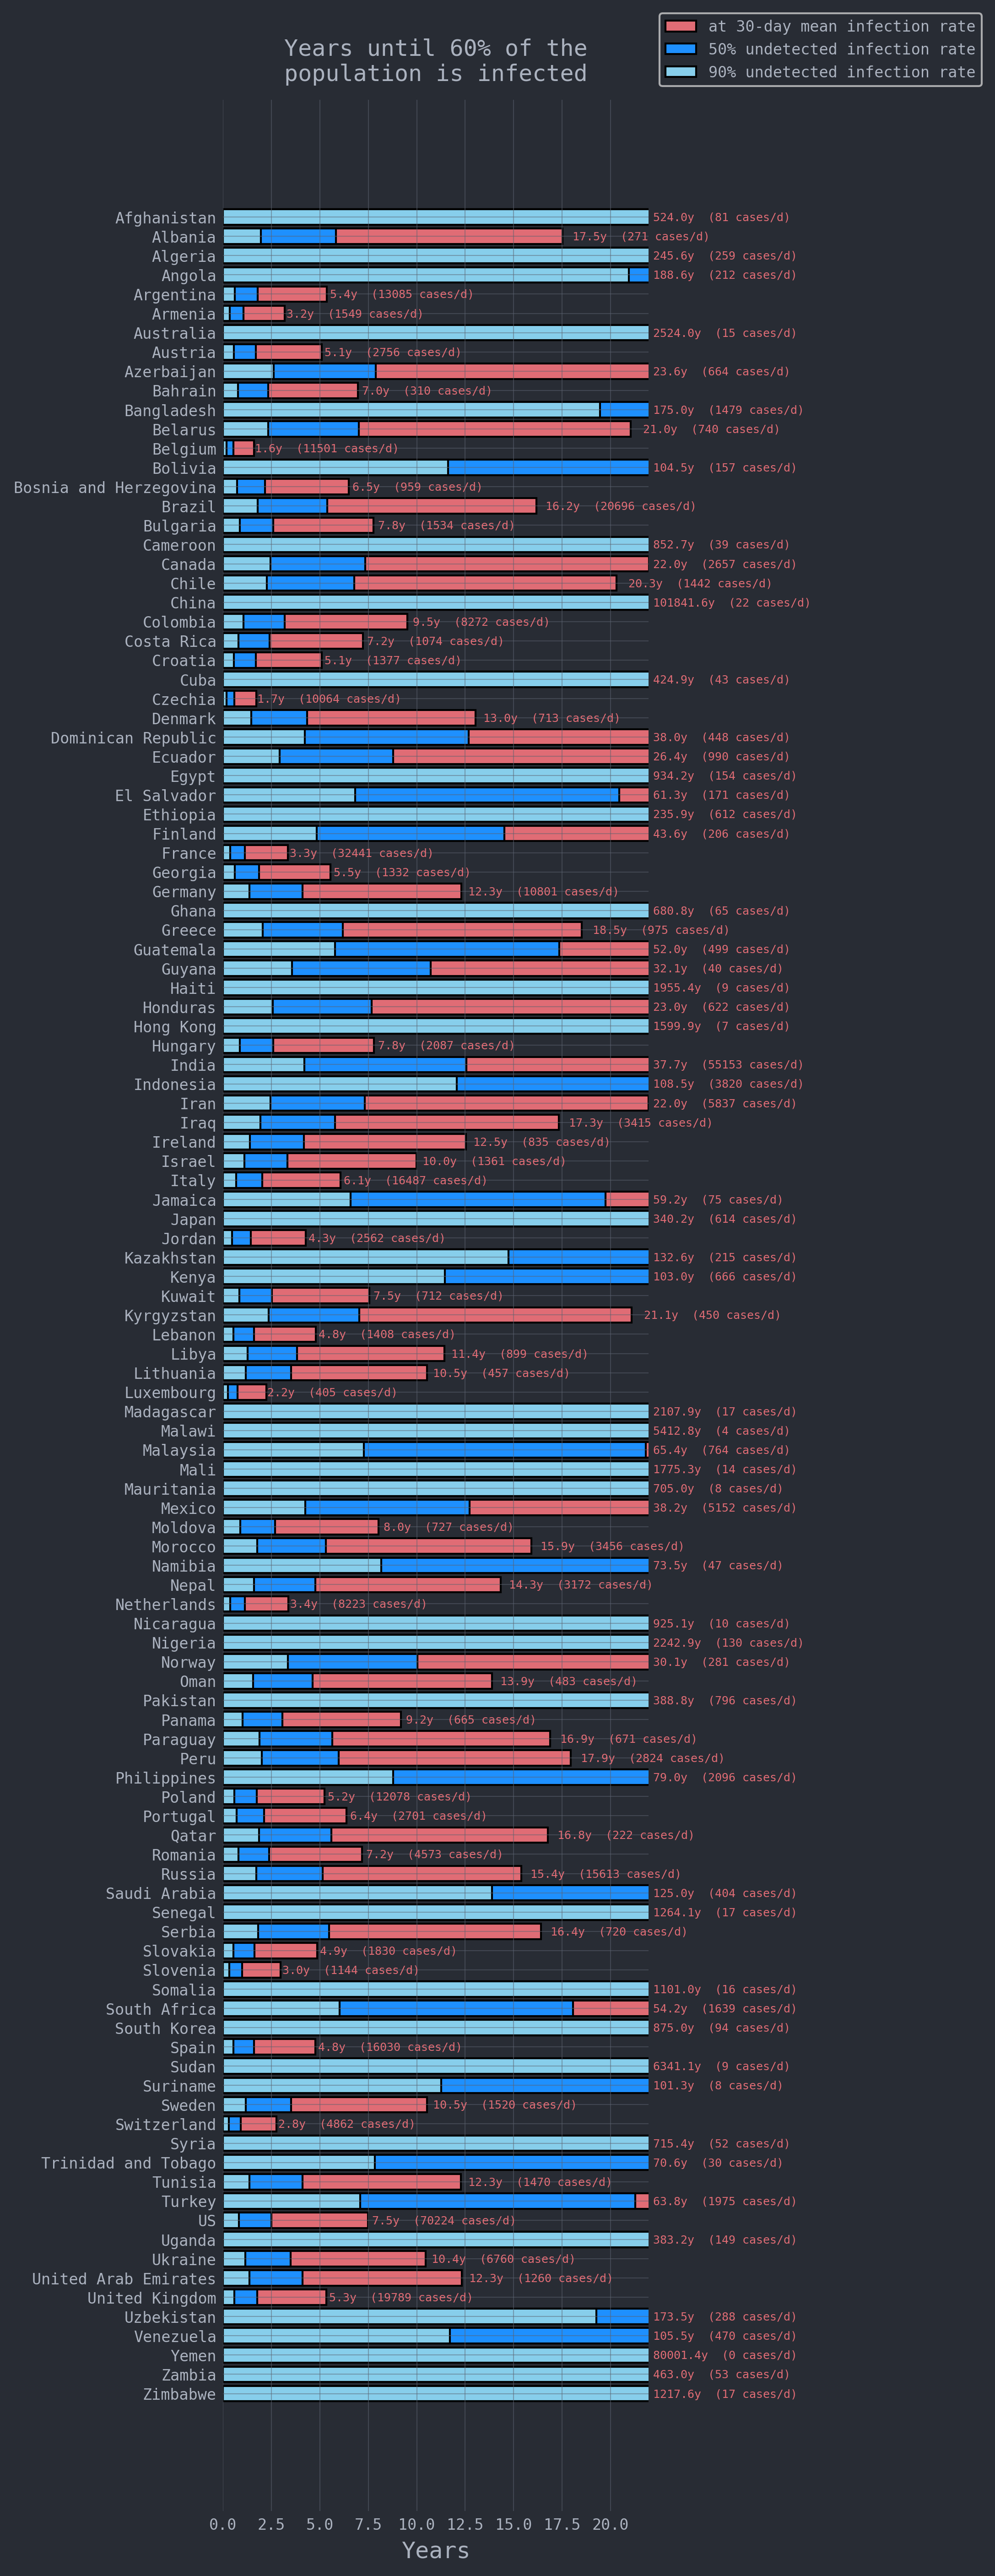 at 30-day mean infection rate
50% undetected infection rate
90% undetected infection rate
Years until 60% of the
population is infected
Afghanistan 524.0y (81 cases/d)
Albania 17.5y (271 cases/d)
Algeria 245.6y (259 cases/d)
Angola 188.6y (212 cases/d)
Argentina 5.4y (13085 cases/d)
Armenia 3.2y (1549 cases/d)
Australia 2524.0y (15 cases/d)
Austria 5.1y (2756 cases/d)
Azerbaijan 23.6y (664 cases/d)
Bahrain 7.0y (310 cases/d)
Bangladesh 175.0y (1479 cases/d)
Belarus 21.0y (740 cases/d)
Belgium 1.6y (11501 cases/d)
Bolivia 104.5y (157 cases/d)
Bosnia and Herzegovina 6.5y (959 cases/d)
Brazil 16.2y (20696 cases/d)
Bulgaria 7.8y (1534 cases/d)
Cameroon 852.7y (39 cases/d)
Canada 22.0y (2657 cases/d)
Chile 20.3y (1442 cases/d)
China 101841.6y (22 cases/d)
Colombia 9.5y (8272 cases/d)
Costa Rica 7.2y (1074 cases/d)
Croatia 5.1y (1377 cases/d)
Cuba 424.9y (43 cases/d)
Czechia 1.7y (10064 cases/d)
Denmark 13.0y (713 cases/d)
Dominican Republic 38.0y (448 cases/d)
Ecuador 26.4y (990 cases/d)
Egypt 934.2y (154 cases/d)
El Salvador 61.3y (171 cases/d)
Ethiopia 235.9y (612 cases/d)
Finland 43.6y (206 cases/d)
France 3.3y (32441 cases/d)
Georgia 5.5y (1332 cases/d)
Germany 12.3y (10801 cases/d)
Ghana 680.8y (65 cases/d)
Greece 18.5y (975 cases/d)
Guatemala 52.0y (499 cases/d)
Guyana 32.1y (40 cases/d)
Haiti 1955.4y (9 cases/d)
Honduras 23.0y (622 cases/d)
Hong Kong 1599.9y (7 cases/d)
Hungary 7.8y (2087 cases/d)
India 37.7y (55153 cases/d)
Indonesia 108.5y (3820 cases/d)
Iran 22.0y (5837 cases/d)
Iraq 17.3y (3415 cases/d)
Ireland 12.5y (835 cases/d)
Israel 10.0y (1361 cases/d)
Italy 6.1y (16487 cases/d)
Jamaica 59.2y (75 cases/d)
Japan 340.2y (614 cases/d)
Jordan 4.3y (2562 cases/d)
Kazakhstan 132.6y (215 cases/d)
Kenya 103.0y (666 cases/d)
Kuwait 7.5y (712 cases/d)
Kyrgyzstan 21.1y (450 cases/d)
Lebanon 4.8y (1408 cases/d)
Libya 11.4y (899 cases/d)
Lithuania 10.5y (457 cases/d)
Luxembourg 2.2y (405 cases/d)
Madagascar 2107.9y (17 cases/d)
Malawi 5412.8y (4 cases/d)
Malaysia 65.4y (764 cases/d)
Mali 1775.3y (14 cases/d)
Mauritania 705.0y (8 cases/d)
Mexico 38.2y (5152 cases/d)
Moldova 8.0y (727 cases/d)
Morocco 15.9y (3456 cases/d)
Namibia 73.5y (47 cases/d)
Nepal 14.3y (3172 cases/d)
Netherlands 3.4y (8223 cases/d)
Nicaragua 925.1y (10 cases/d)
Nigeria 2242.9y (130 cases/d)
Norway 30.1y (281 cases/d)
Oman 13.9y (483 cases/d)
Pakistan 388.8y (796 cases/d)
Panama 9.2y (665 cases/d)
Paraguay 16.9y (671 cases/d)
Peru 17.9y (2824 cases/d)
Philippines 79.0y (2096 cases/d)
Poland 5.2y (12078 cases/d)
Portugal 6.4y (2701 cases/d)
Qatar 16.8y (222 cases/d)
Romania 7.2y (4573 cases/d)
Russia 15.4y (15613 cases/d)
Saudi Arabia 125.0y (404 cases/d)
Senegal 1264.1y (17 cases/d)
Serbia 16.4y (720 cases/d)
Slovakia 4.9y (1830 cases/d)
Slovenia 3.0y (1144 cases/d)
Somalia 1101.0y (16 cases/d)
South Africa 54.2y (1639 cases/d)
South Korea 875.0y (94 cases/d)
Spain 4.8y (16030 cases/d)
Sudan 6341.1y (9 cases/d)
Suriname 101.3y (8 cases/d)
Sweden 10.5y (1520 cases/d)
Switzerland 2.8y (4862 cases/d)
Syria 715.4y (52 cases/d)
Trinidad and Tobago 70.6y (30 cases/d)
Tunisia 12.3y (1470 cases/d)
Turkey 63.8y (1975 cases/d)
US 7.5y (70224 cases/d)
Uganda 383.2y (149 cases/d)
Ukraine 10.4y (6760 cases/d)
United Arab Emirates 12.3y (1260 cases/d)
United Kingdom 5.3y (19789 cases/d)
Uzbekistan 173.5y (288 cases/d)
Venezuela 105.5y (470 cases/d)
Yemen 80001.4y (0 cases/d)
Zambia 463.0y (53 cases/d)
Zimbabwe 1217.6y (17 cases/d)
0.0 2.5 5.0 7.5 10.0 12.5 15.0 17.5 20.0
Years